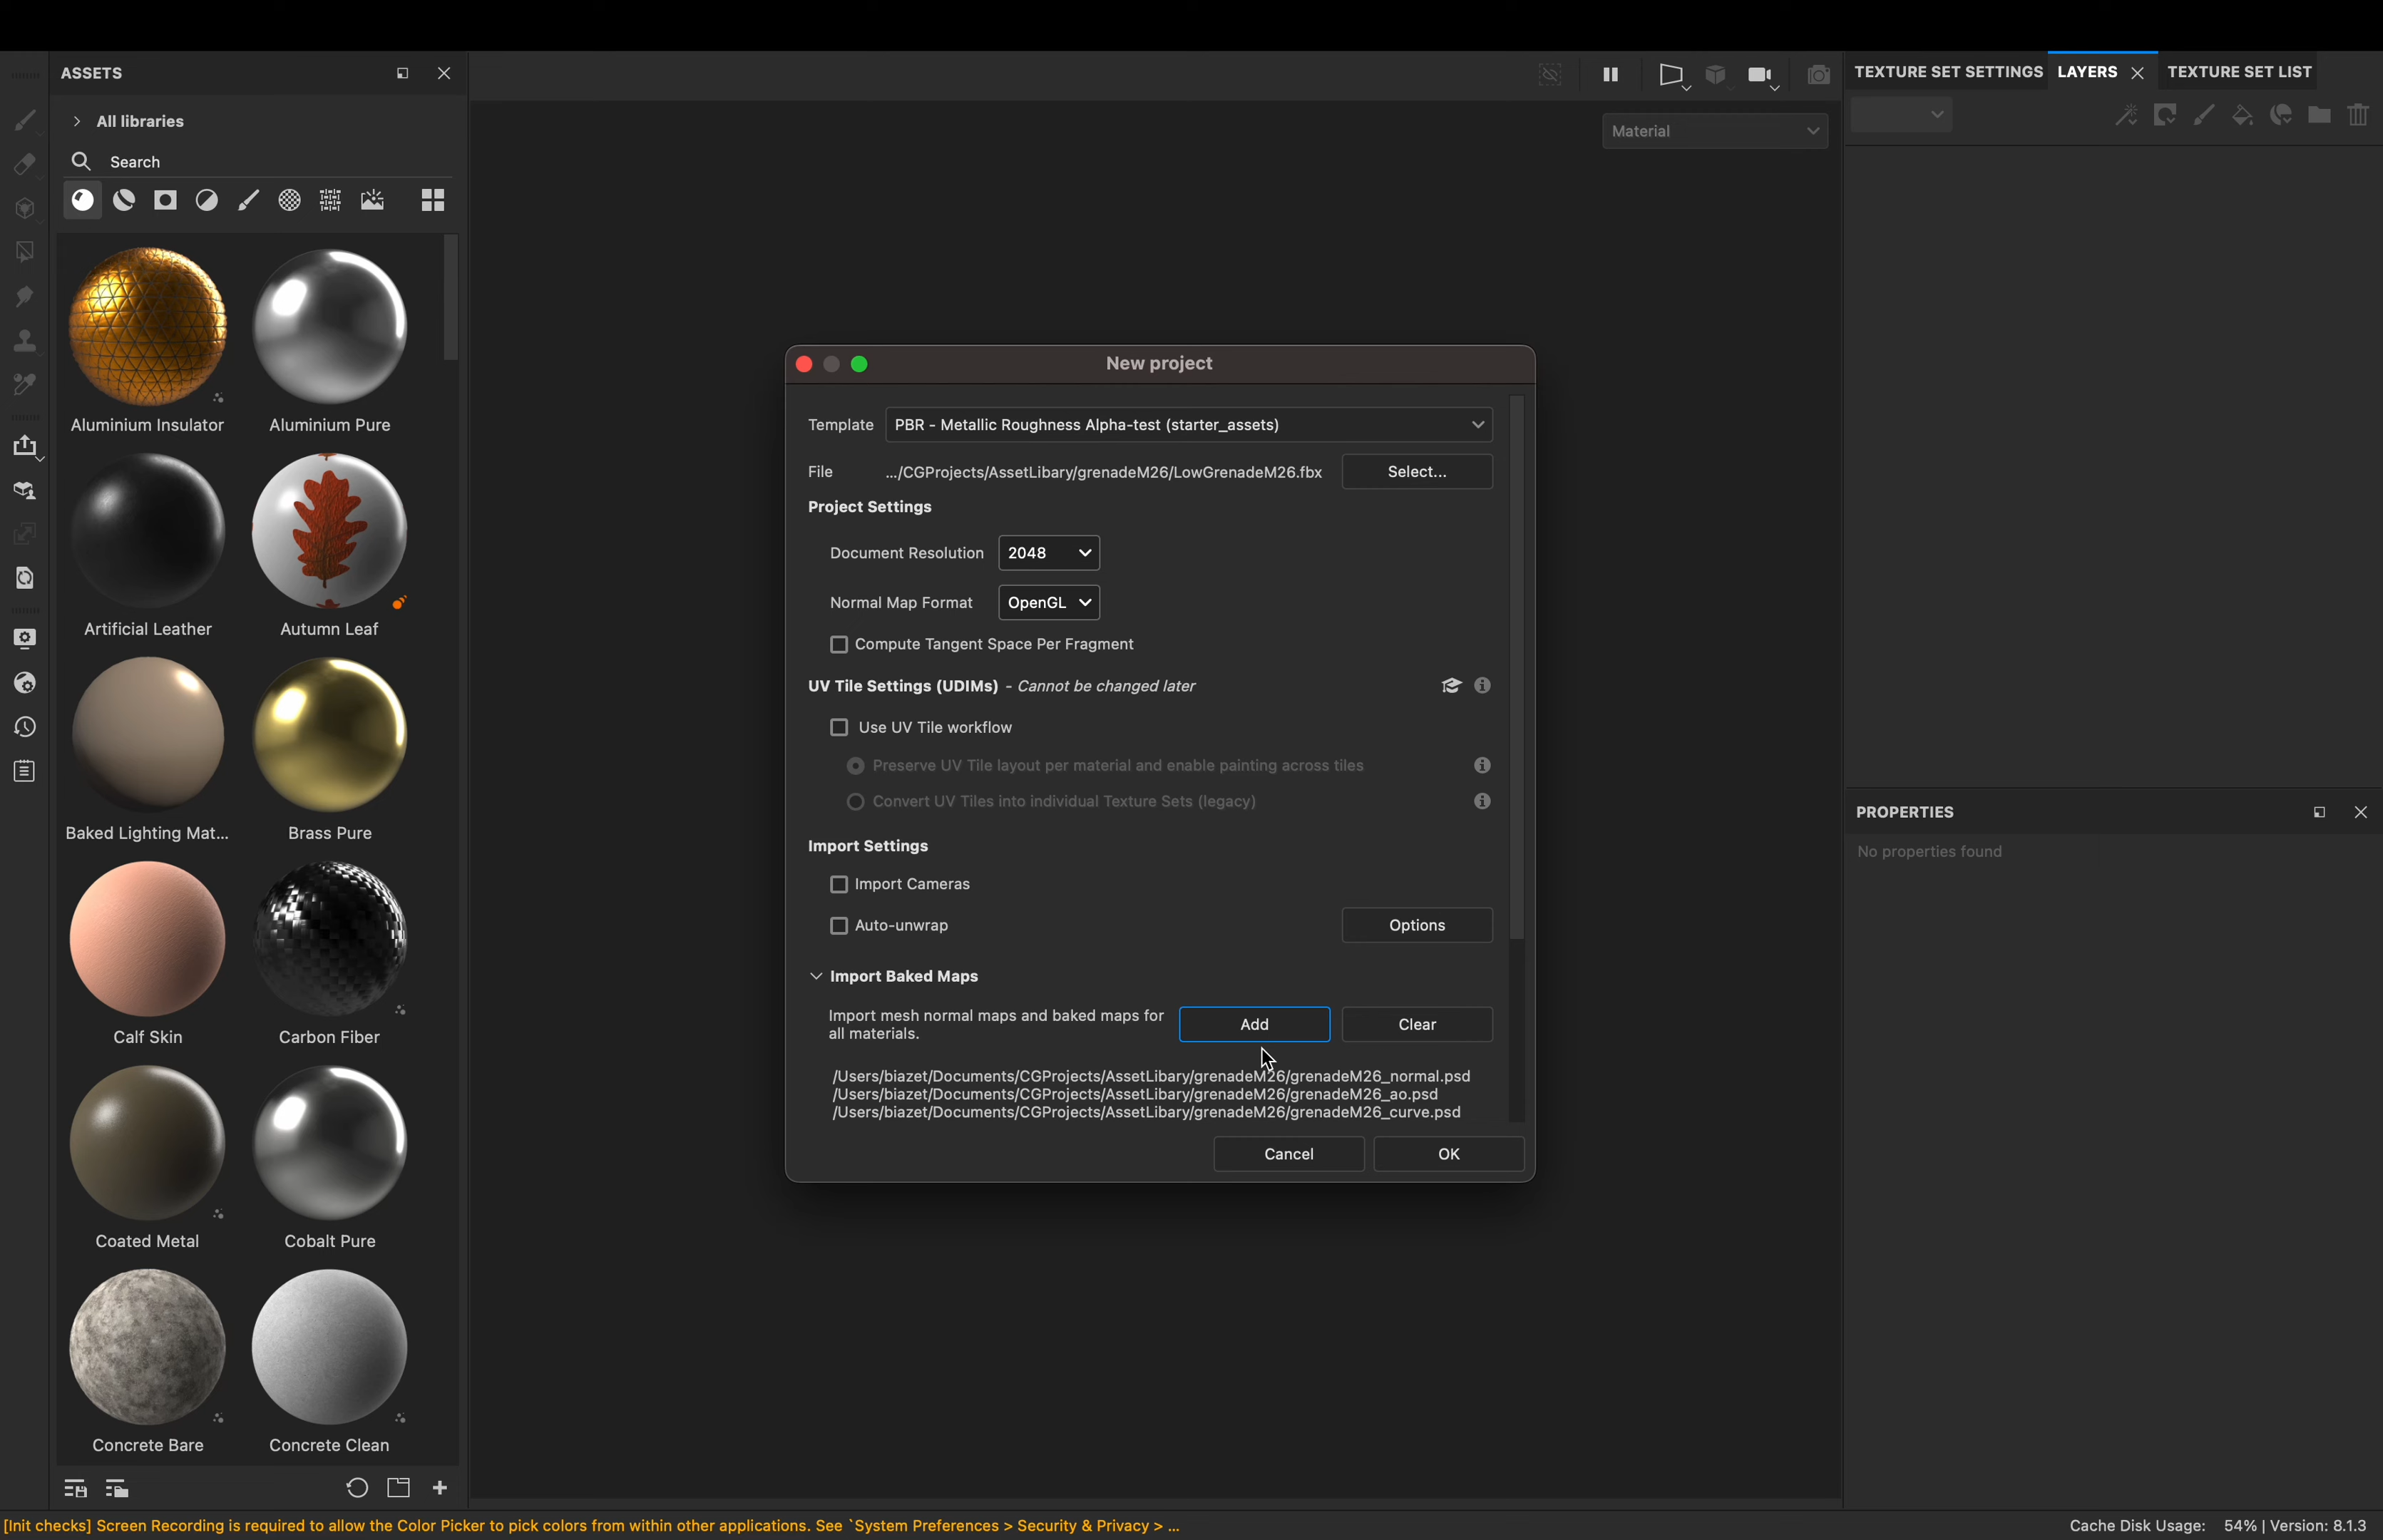 ASSETS
All libraries
Search
Aluminium Insulator
Aluminium Pure
Artificial Leather
Autumn Leaf
Baked Lighting Mat...
Brass Pure
Calf Skin
Carbon Fiber
Coated Metal
Cobalt Pure
Concrete Bare
Concrete Clean
Material
New project
Template
PBR - Metallic Roughness Alpha-test (starter_assets)
File
.../CGProjects/AssetLibary/grenadeM26/LowGrenadeM26.fbx
Select...
Project Settings
Document Resolution
2048
Normal Map Format
OpenGL
Compute Tangent Space Per Fragment
UV Tile Settings (UDIMs) - Cannot be changed later
Use UV Tile workflow
Preserve UV Tile layout per material and enable painting across tiles
Convert UV Tiles into individual Texture Sets (legacy)
Import Settings
Import Cameras
Auto-unwrap
Options
Import Baked Maps
Import mesh normal maps and baked maps for
all materials.
Add
Clear
/Users/biazet/Documents/CGProjects/AssetLibary/grenadeM26/grenadeM26_normal.psd
/Users/biazet/Documents/CGProjects/AssetLibary/grenadeM26/grenadeM26_ao.psd
/Users/biazet/Documents/CGProjects/AssetLibary/grenadeM26/grenadeM26_curve.psd
Cancel
OK
TEXTURE SET SETTINGS
LAYERS
TEXTURE SET LIST
PROPERTIES
No properties found
[Init checks] Screen Recording is required to allow the Color Picker to pick colors from within other applications. See `System Preferences > Security & Privacy > ...
Cache Disk Usage: 54% | Version: 8.1.3